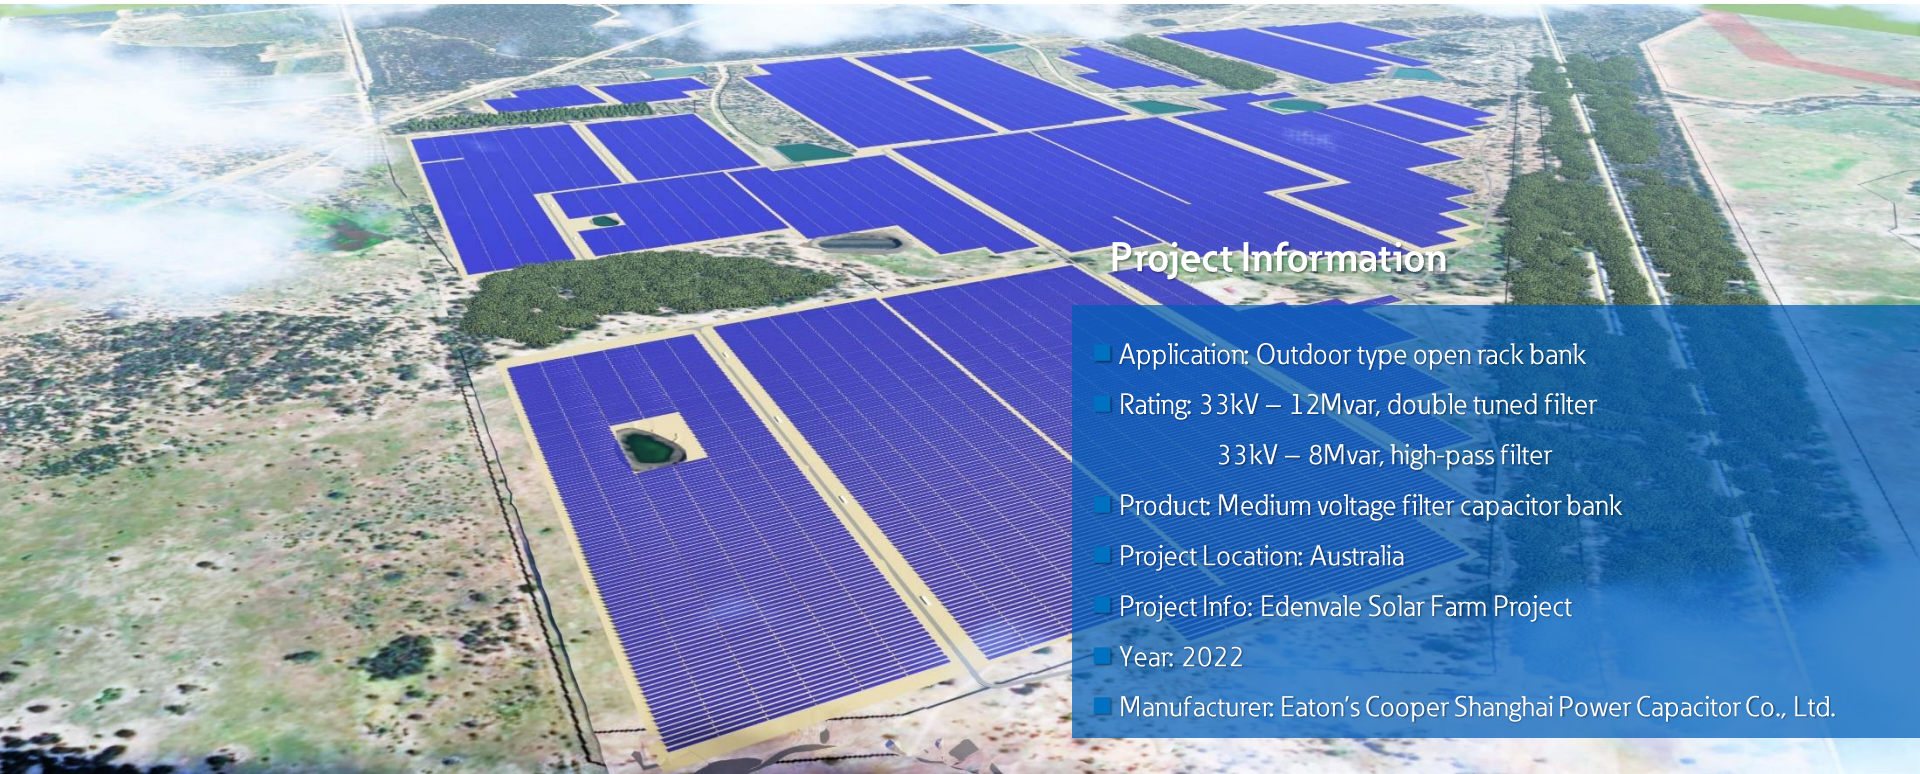 Project Information
Application: Outdoor type open rack bank
Rating: 33kV – 12Mvar, double tuned filter
33kV – 8Mvar, high-pass filter
Product: Medium voltage filter capacitor bank
Project Location: Australia
Project Info: Edenvale Solar Farm Project
Year: 2022
Manufacturer: Eaton’s Cooper Shanghai Power Capacitor Co., Ltd.